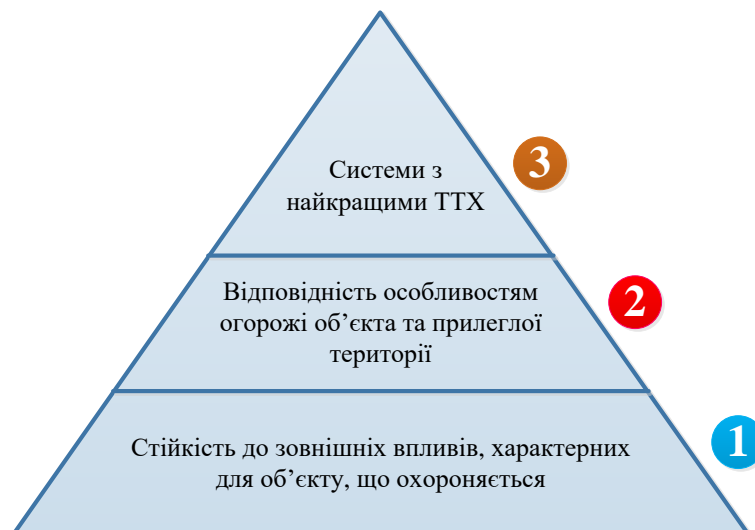 Системи з
найкращими ТТХ
3
Відповідність особливостям
огорожі об’єкта та прилеглої
території
2
Стійкість до зовнішніх впливів, характерних
для об’єкту, що охороняється
1